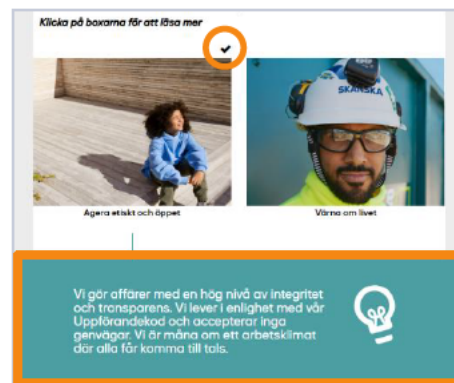 Klicka på boxarna för att läsa mer
SKANSKA
Agera etiskt och öppet
Värna om livet
Vi gör affärer med en hög nivå av integritet
och transparens. Vi lever i enlighet med vår
Uppförandekod och accepterar inga
genvägar. Vi är måna om ett arbetsklimat
där alla får komma till tals.